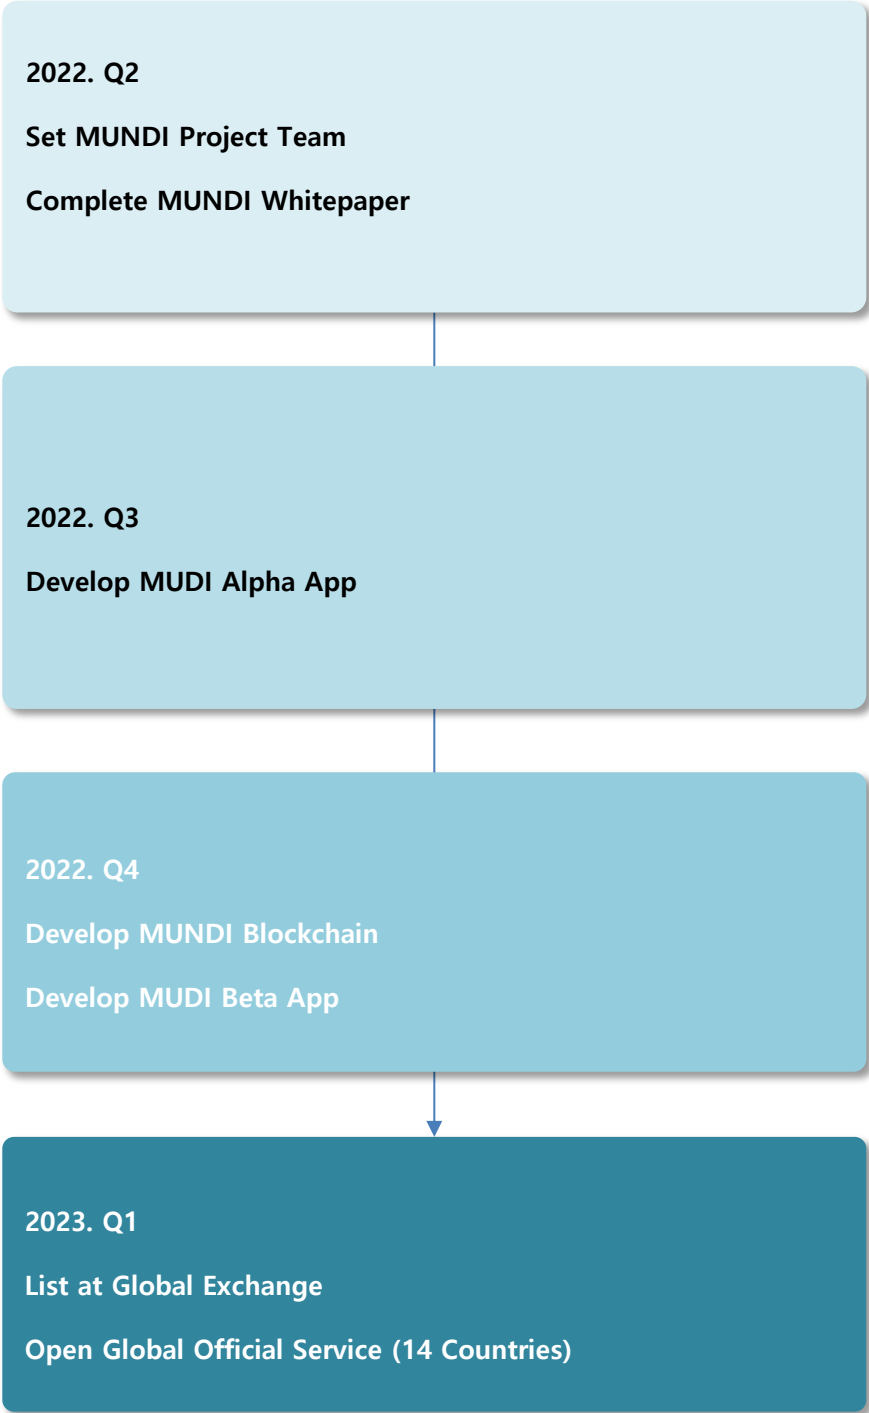 2022. Q2
Set MUNDI Project Team
Complete MUNDI Whitepaper
2022. Q3
Develop MUDI Alpha App
2022. Q4
Develop MUNDI Blockchain
Develop MUDI Beta App
2023. Q1
List at Global Exchange
Open Global Official Service (14 Countries)